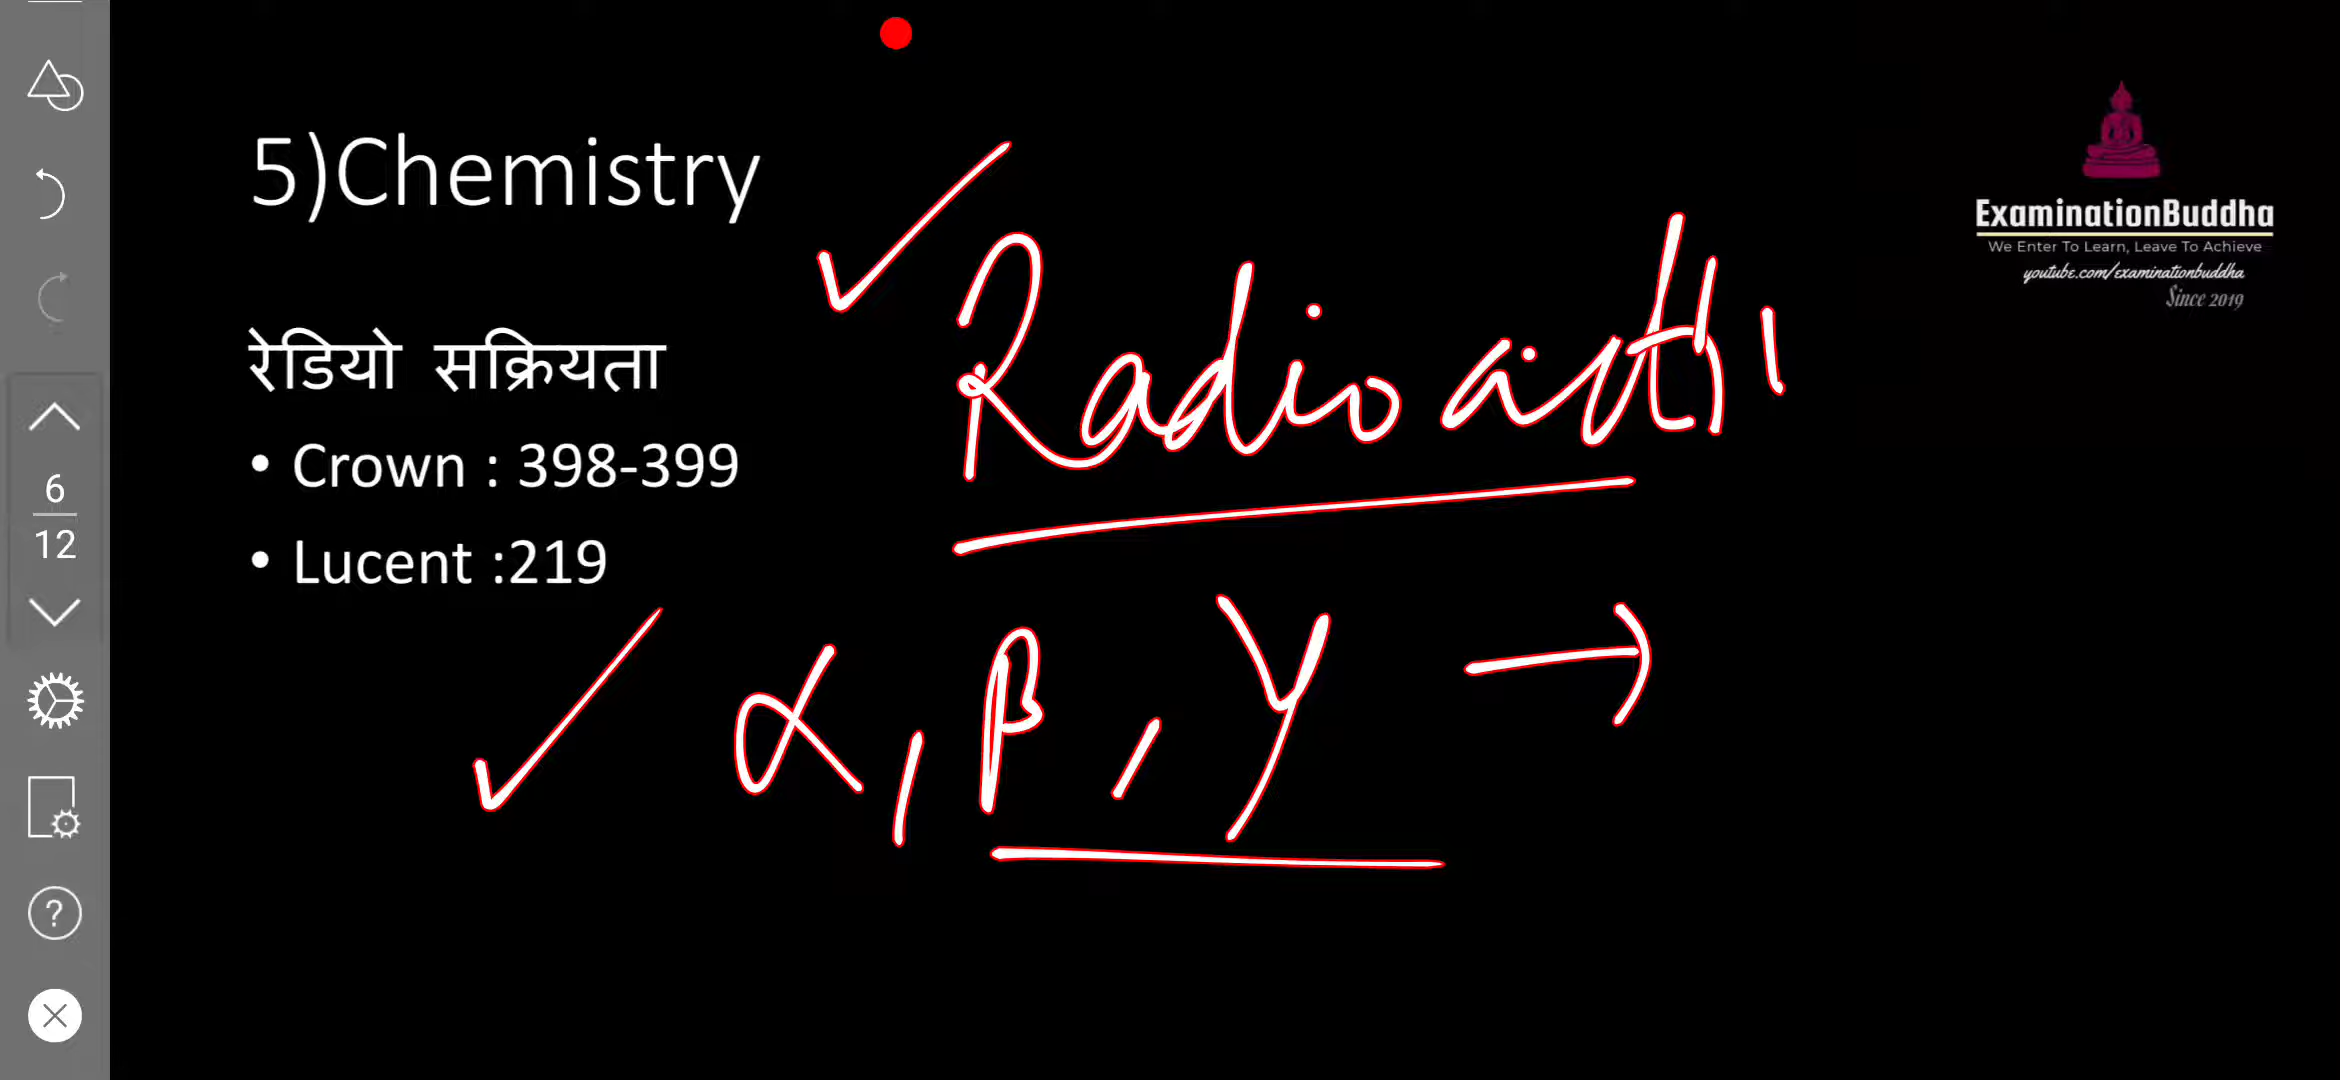 5)Chemistry
ExaminationBuddha
We Enter To Learn, Leave To Achieve
youtube.com/examinationbuddha
Since 2019
रेडियो सक्रियता
• Crown : 398-399
• Lucent :219
α, β, γ →
6
12
?